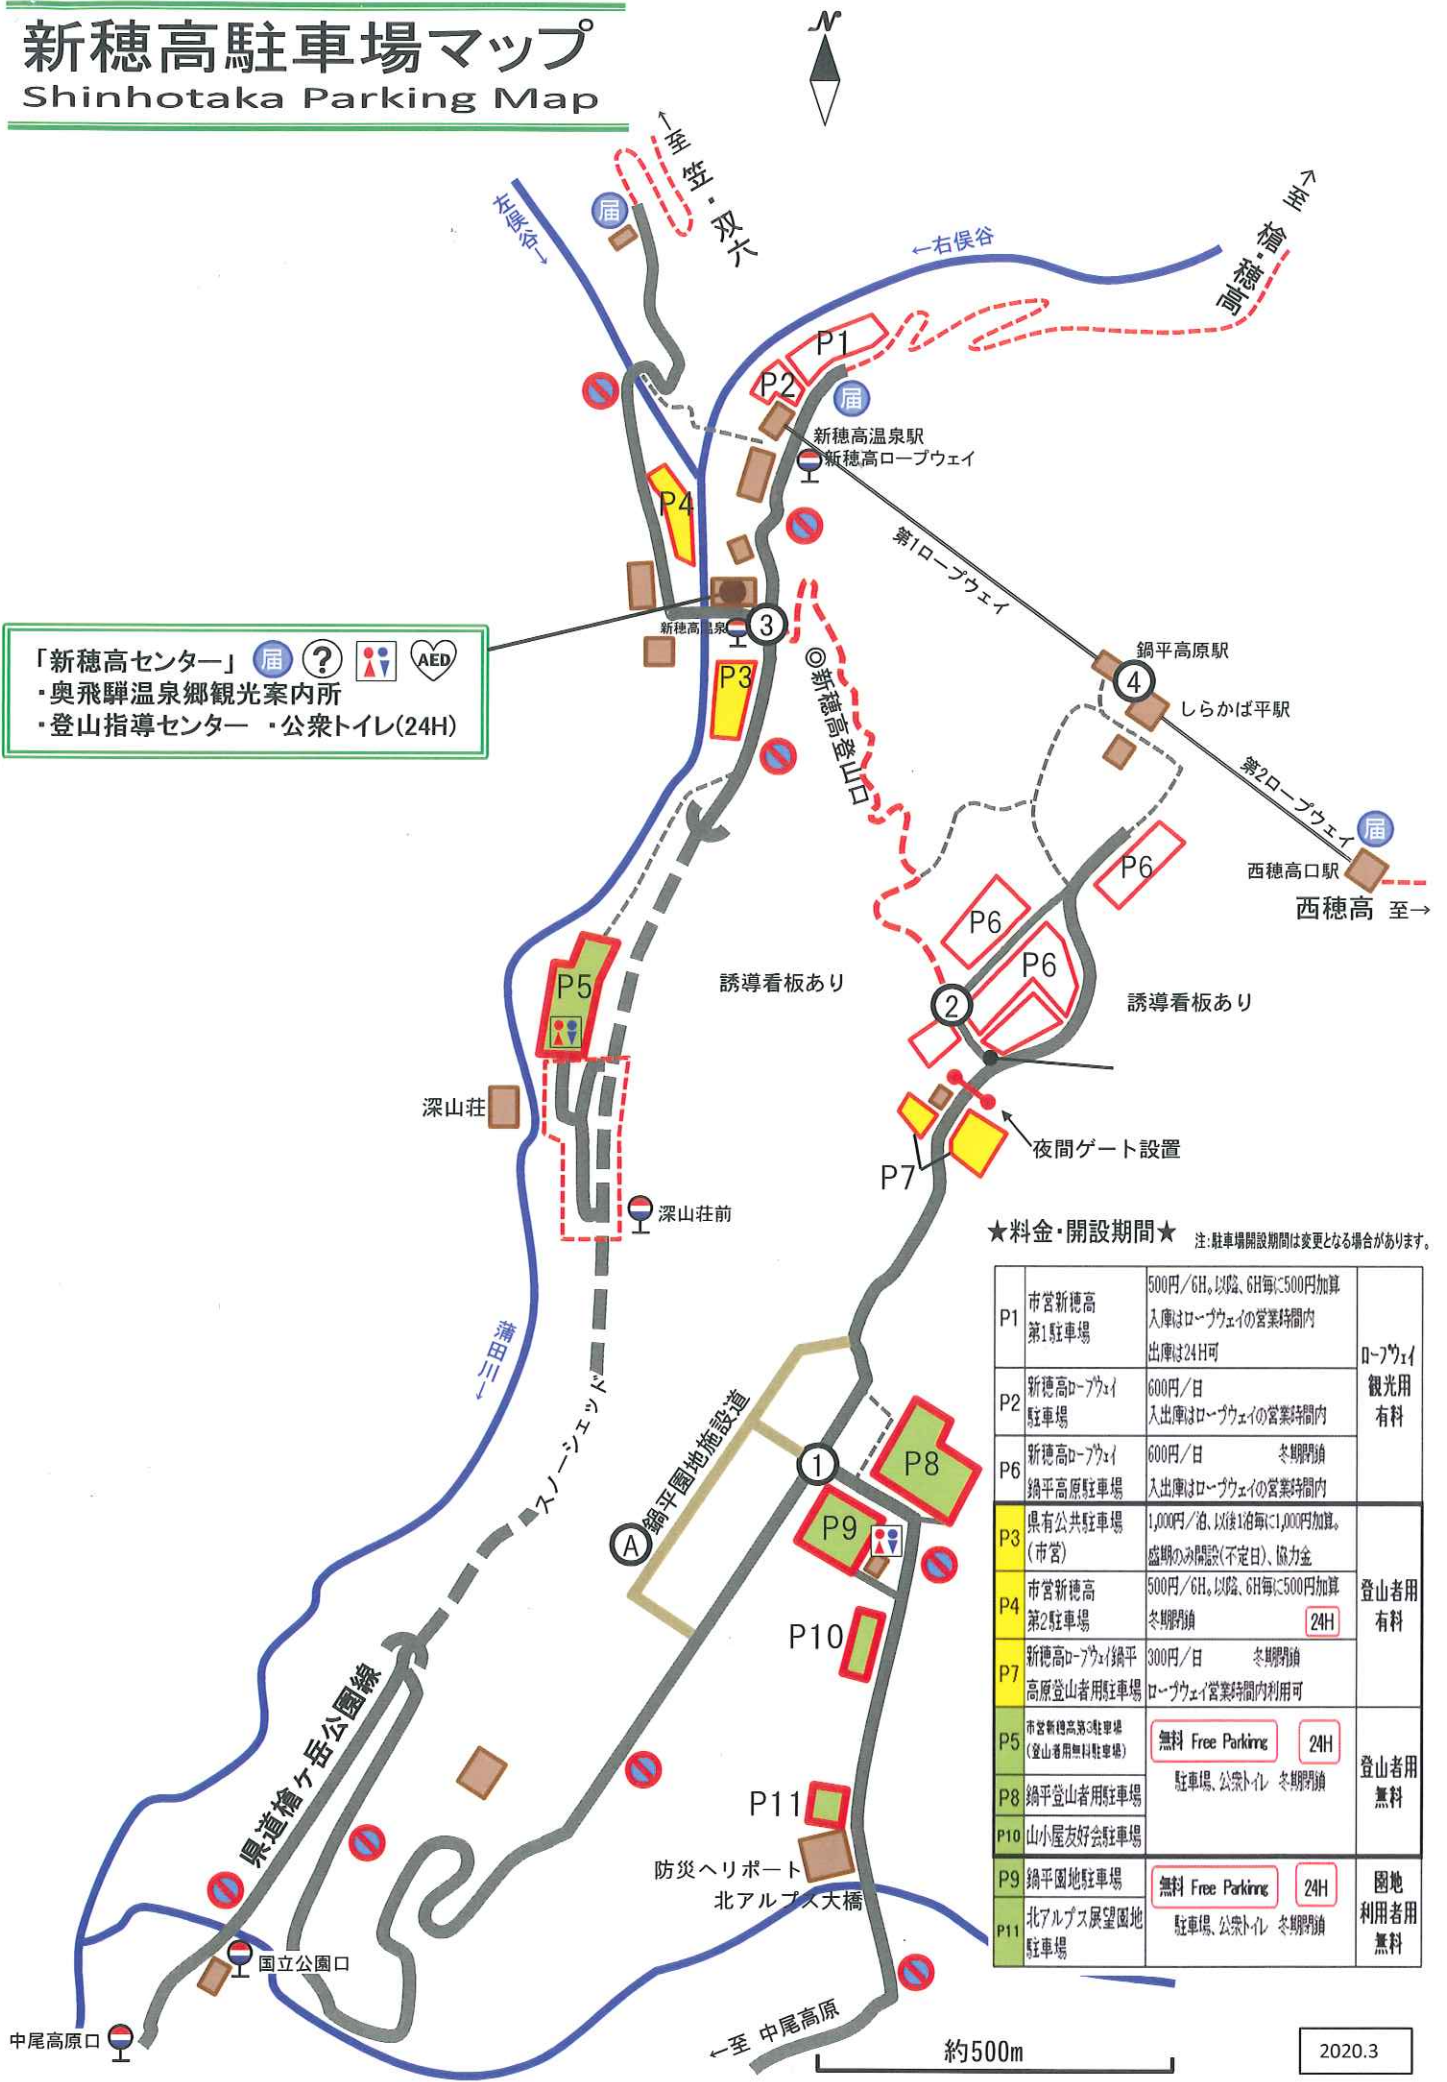 新穂高駐車場マップ
Shinhotaka Parking Map
N
↑至 笠・双六
届
左俣谷→
←右俣谷
↑至 槍・穂高
P1
P2
届
新穂高温泉駅
新穂高ロープウェイ
P4
第1ロープウェイ
新穂高温泉
3
「新穂高センター」 届 ? AED
・奥飛騨温泉郷観光案内所
・登山指導センター ・公衆トイレ(24H)
P3
◎新穂高登山口
鍋平高原駅
4
しらかば平駅
第2ロープウェイ
届
西穂高口駅
西穂高 至→
P6
P6
P6
P5
誘導看板あり
2
誘導看板あり
深山荘
夜間ゲート設置
P7
深山荘前
蒲田川→
スノーシェッド
鍋平園地施設道
A
1
P8
P9
P10
P11
防災ヘリポート
北アルプス大橋
県道槍ヶ岳公園線
国立公園口
中尾高原口
←至 中尾高原
約500m
★料金・開設期間★ 注:駐車場開設期間は変更となる場合があります。
P1 市営新穂高第1駐車場 500円/6H。以降、6H毎に500円加算
入庫はロープウェイの営業時間内
出庫は24H可
P2 新穂高ロープウェイ駐車場 600円/日
入出庫はロープウェイの営業時間内
P6 新穂高ロープウェイ鍋平高原駐車場 600円/日 冬期閉鎖
入出庫はロープウェイの営業時間内
ロープウェイ観光用有料
P3 県有公共駐車場(市営) 1,000円/泊、以後1泊毎に1,000円加算。
盛期のみ開設(不定日)、協力金
P4 市営新穂高第2駐車場 500円/6H。以降、6H毎に500円加算
冬期閉鎖 24H
P7 新穂高ロープウェイ鍋平高原登山者用駐車場 300円/日 冬期閉鎖
ロープウェイ営業時間内利用可
登山者用有料
P5 市営新穂高第3駐車場(登山者用無料駐車場)
無料 Free Parking 24H
駐車場、公衆トイレ 冬期閉鎖
P8 鍋平登山者用駐車場
P10 山小屋友好会駐車場
登山者用無料
P9 鍋平園地駐車場
無料 Free Parking 24H
駐車場、公衆トイレ 冬期閉鎖
P11 北アルプス展望園地駐車場
園地利用者用無料
2020.3